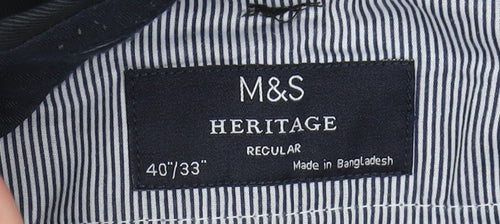 M&S
HERITAGE
REGULAR
40"/33" Made in Bangladesh